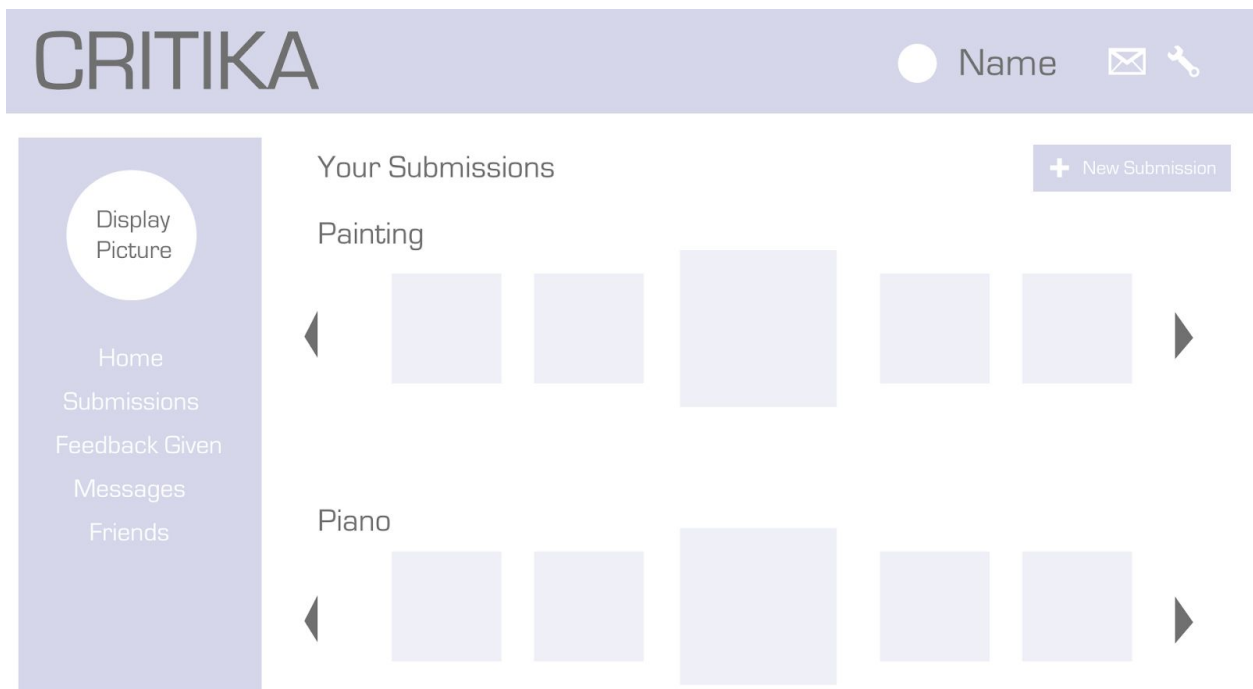 CRITIKA
Name
Display
Picture
Home
Submissions
Feedback Given
Messages
Friends
Your Submissions
New Submission
Painting
Piano